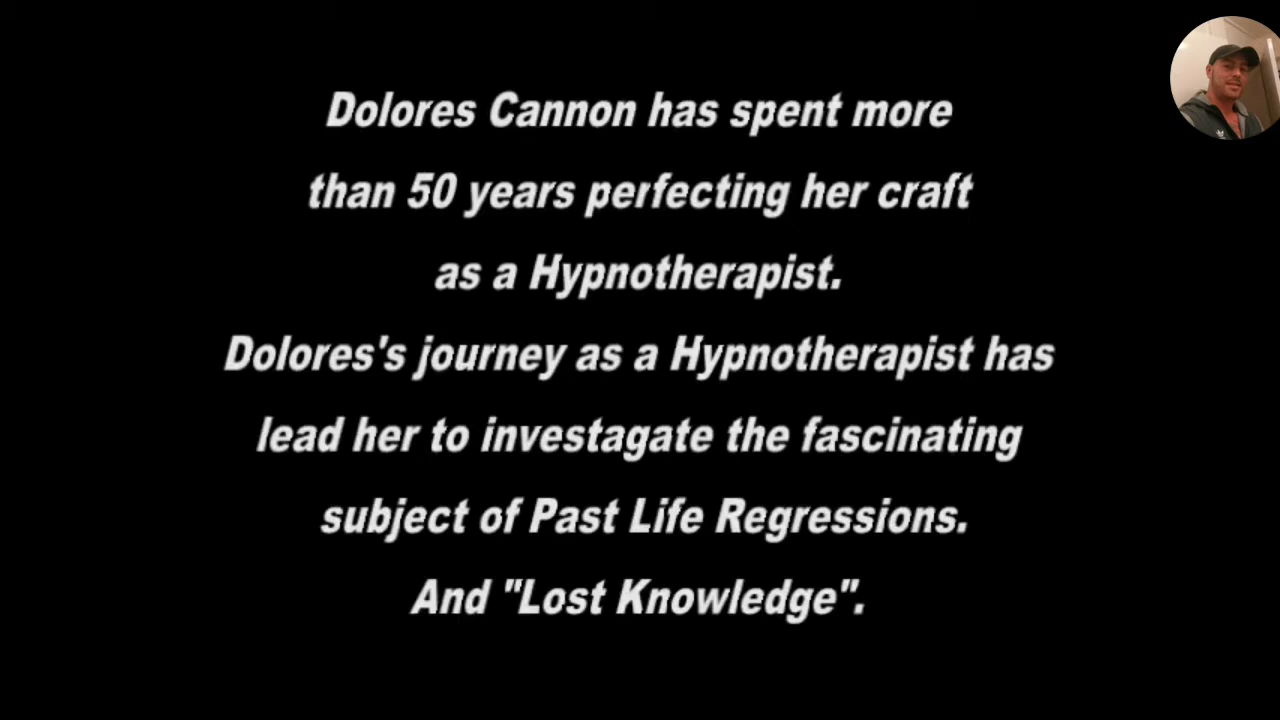 Dolores Cannon has spent more
than 50 years perfecting her craft
as a Hypnotherapist.
Dolores's journey as a Hypnotherapist has
lead her to investagate the fascinating
subject of Past Life Regressions.
And "Lost Knowledge".